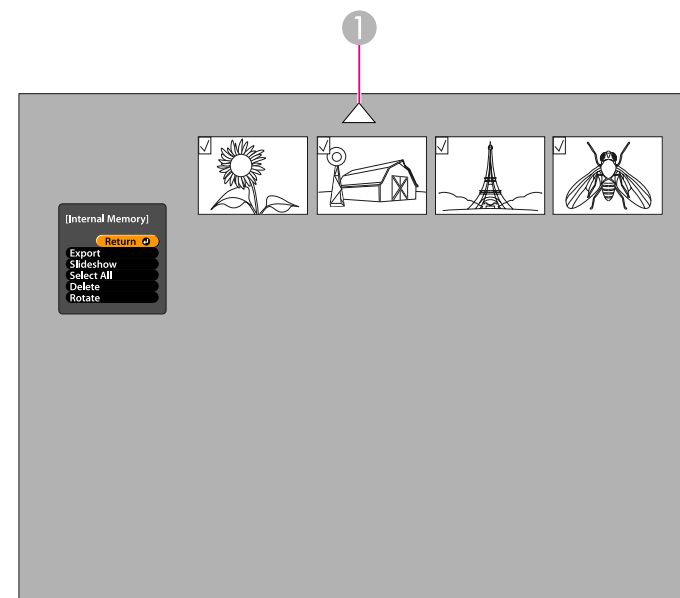 1
[Internal Memory]
Return
Export
Slideshow
Select All
Delete
Rotate